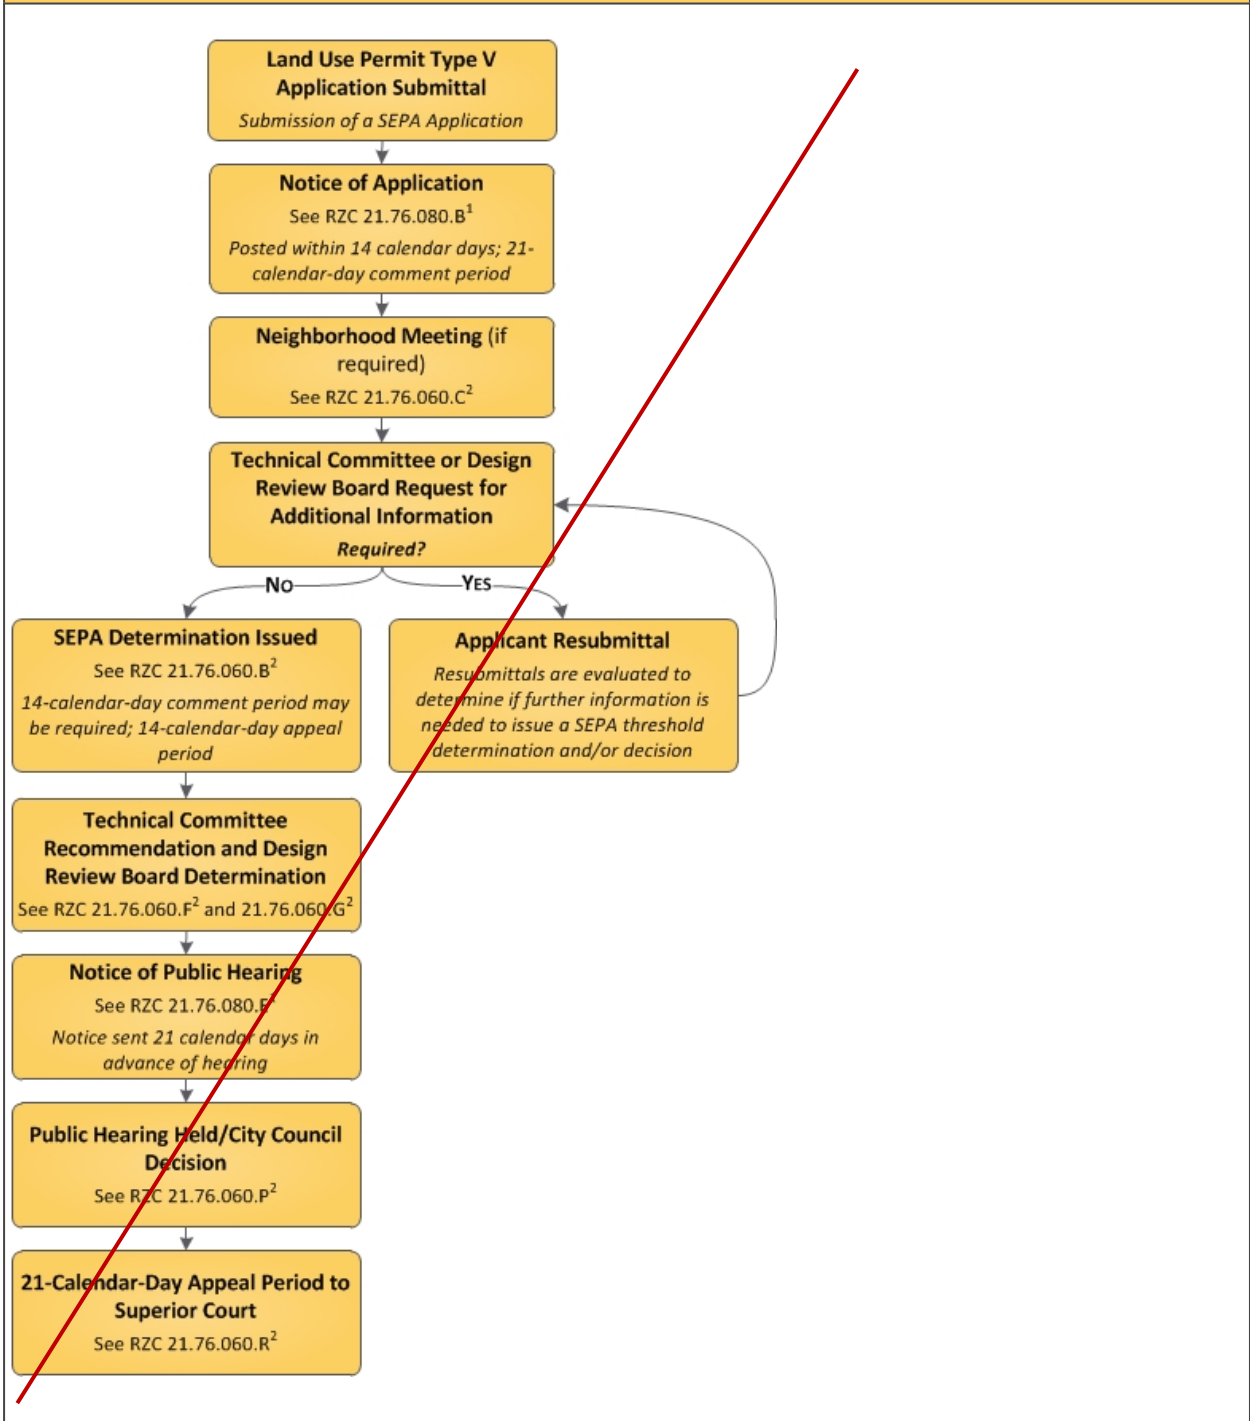 Land Use Permit Type V
Application Submittal
Submission of a SEPA Application
Notice of Application
See RZC 21.76.080.B¹
Posted within 14 calendar days; 21-
calendar-day comment period
Neighborhood Meeting (if
required)
See RZC 21.76.060.C²
Technical Committee or Design
Review Board Request for
Additional Information
Required?
No
Yes
SEPA Determination Issued
See RZC 21.76.060.B²
14-calendar-day comment period may
be required; 14-calendar-day appeal
period
Applicant Resubmittal
Resubmittals are evaluated to
determine if further information is
needed to issue a SEPA threshold
determination and/or decision
Technical Committee
Recommendation and Design
Review Board Determination
See RZC 21.76.060.F² and 21.76.060.G²
Notice of Public Hearing
See RZC
Notice sent 21 calendar days in
advance of hearing
Public Hearing Held/City Council
Decision
See RZC 21.76.060.P²
21-Calendar-Day Appeal Period to
Superior Court
See RZC 21.76.060.R²